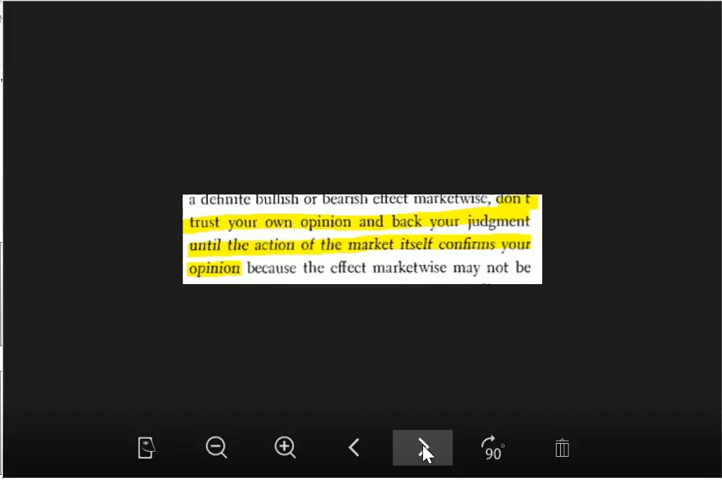 a definite bullish or bearish effect marketwise, don't
trust your own opinion and back your judgment
until the action of the market itself confirms your
opinion because the effect marketwise may not be
90°